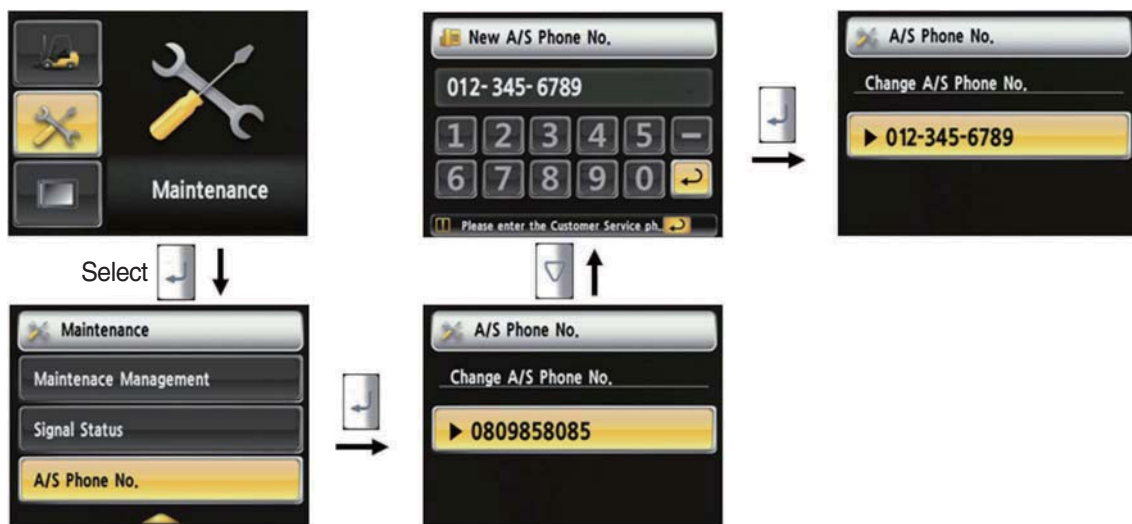 Maintenance
Select
Maintenance
Maintenace Management
Signal Status
A/S Phone No.
A/S Phone No.
Change A/S Phone No.
0809858085
New A/S Phone No.
012-345-6789
1 2 3 4 5 -
6 7 8 9 0
Please enter the Customer Service ph..
A/S Phone No.
Change A/S Phone No.
012-345-6789